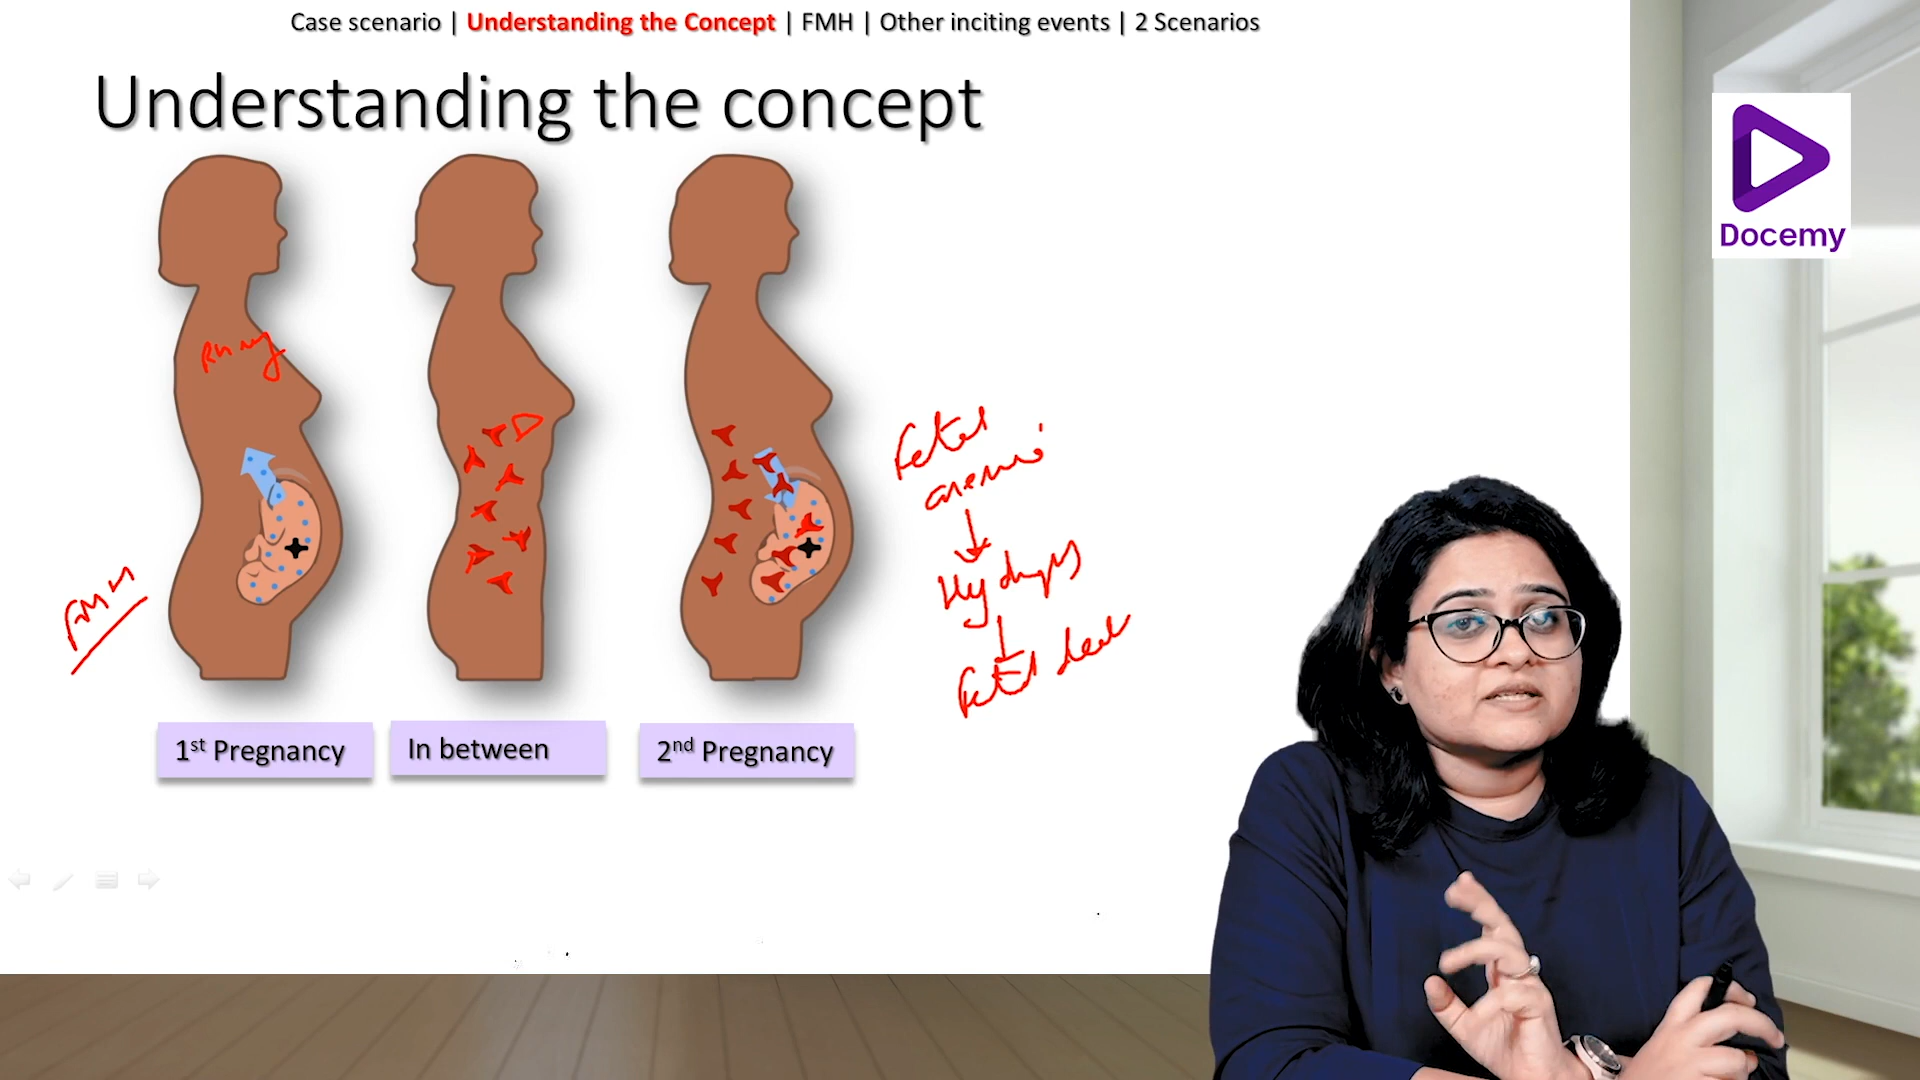 Case scenario | Understanding the Concept | FMH | Other inciting events | 2 Scenarios
Understanding the concept
Docemy
Rh neg
FMH
Fetal
anemia
Hydrops
Fetal death
1st Pregnancy
In between
2nd Pregnancy